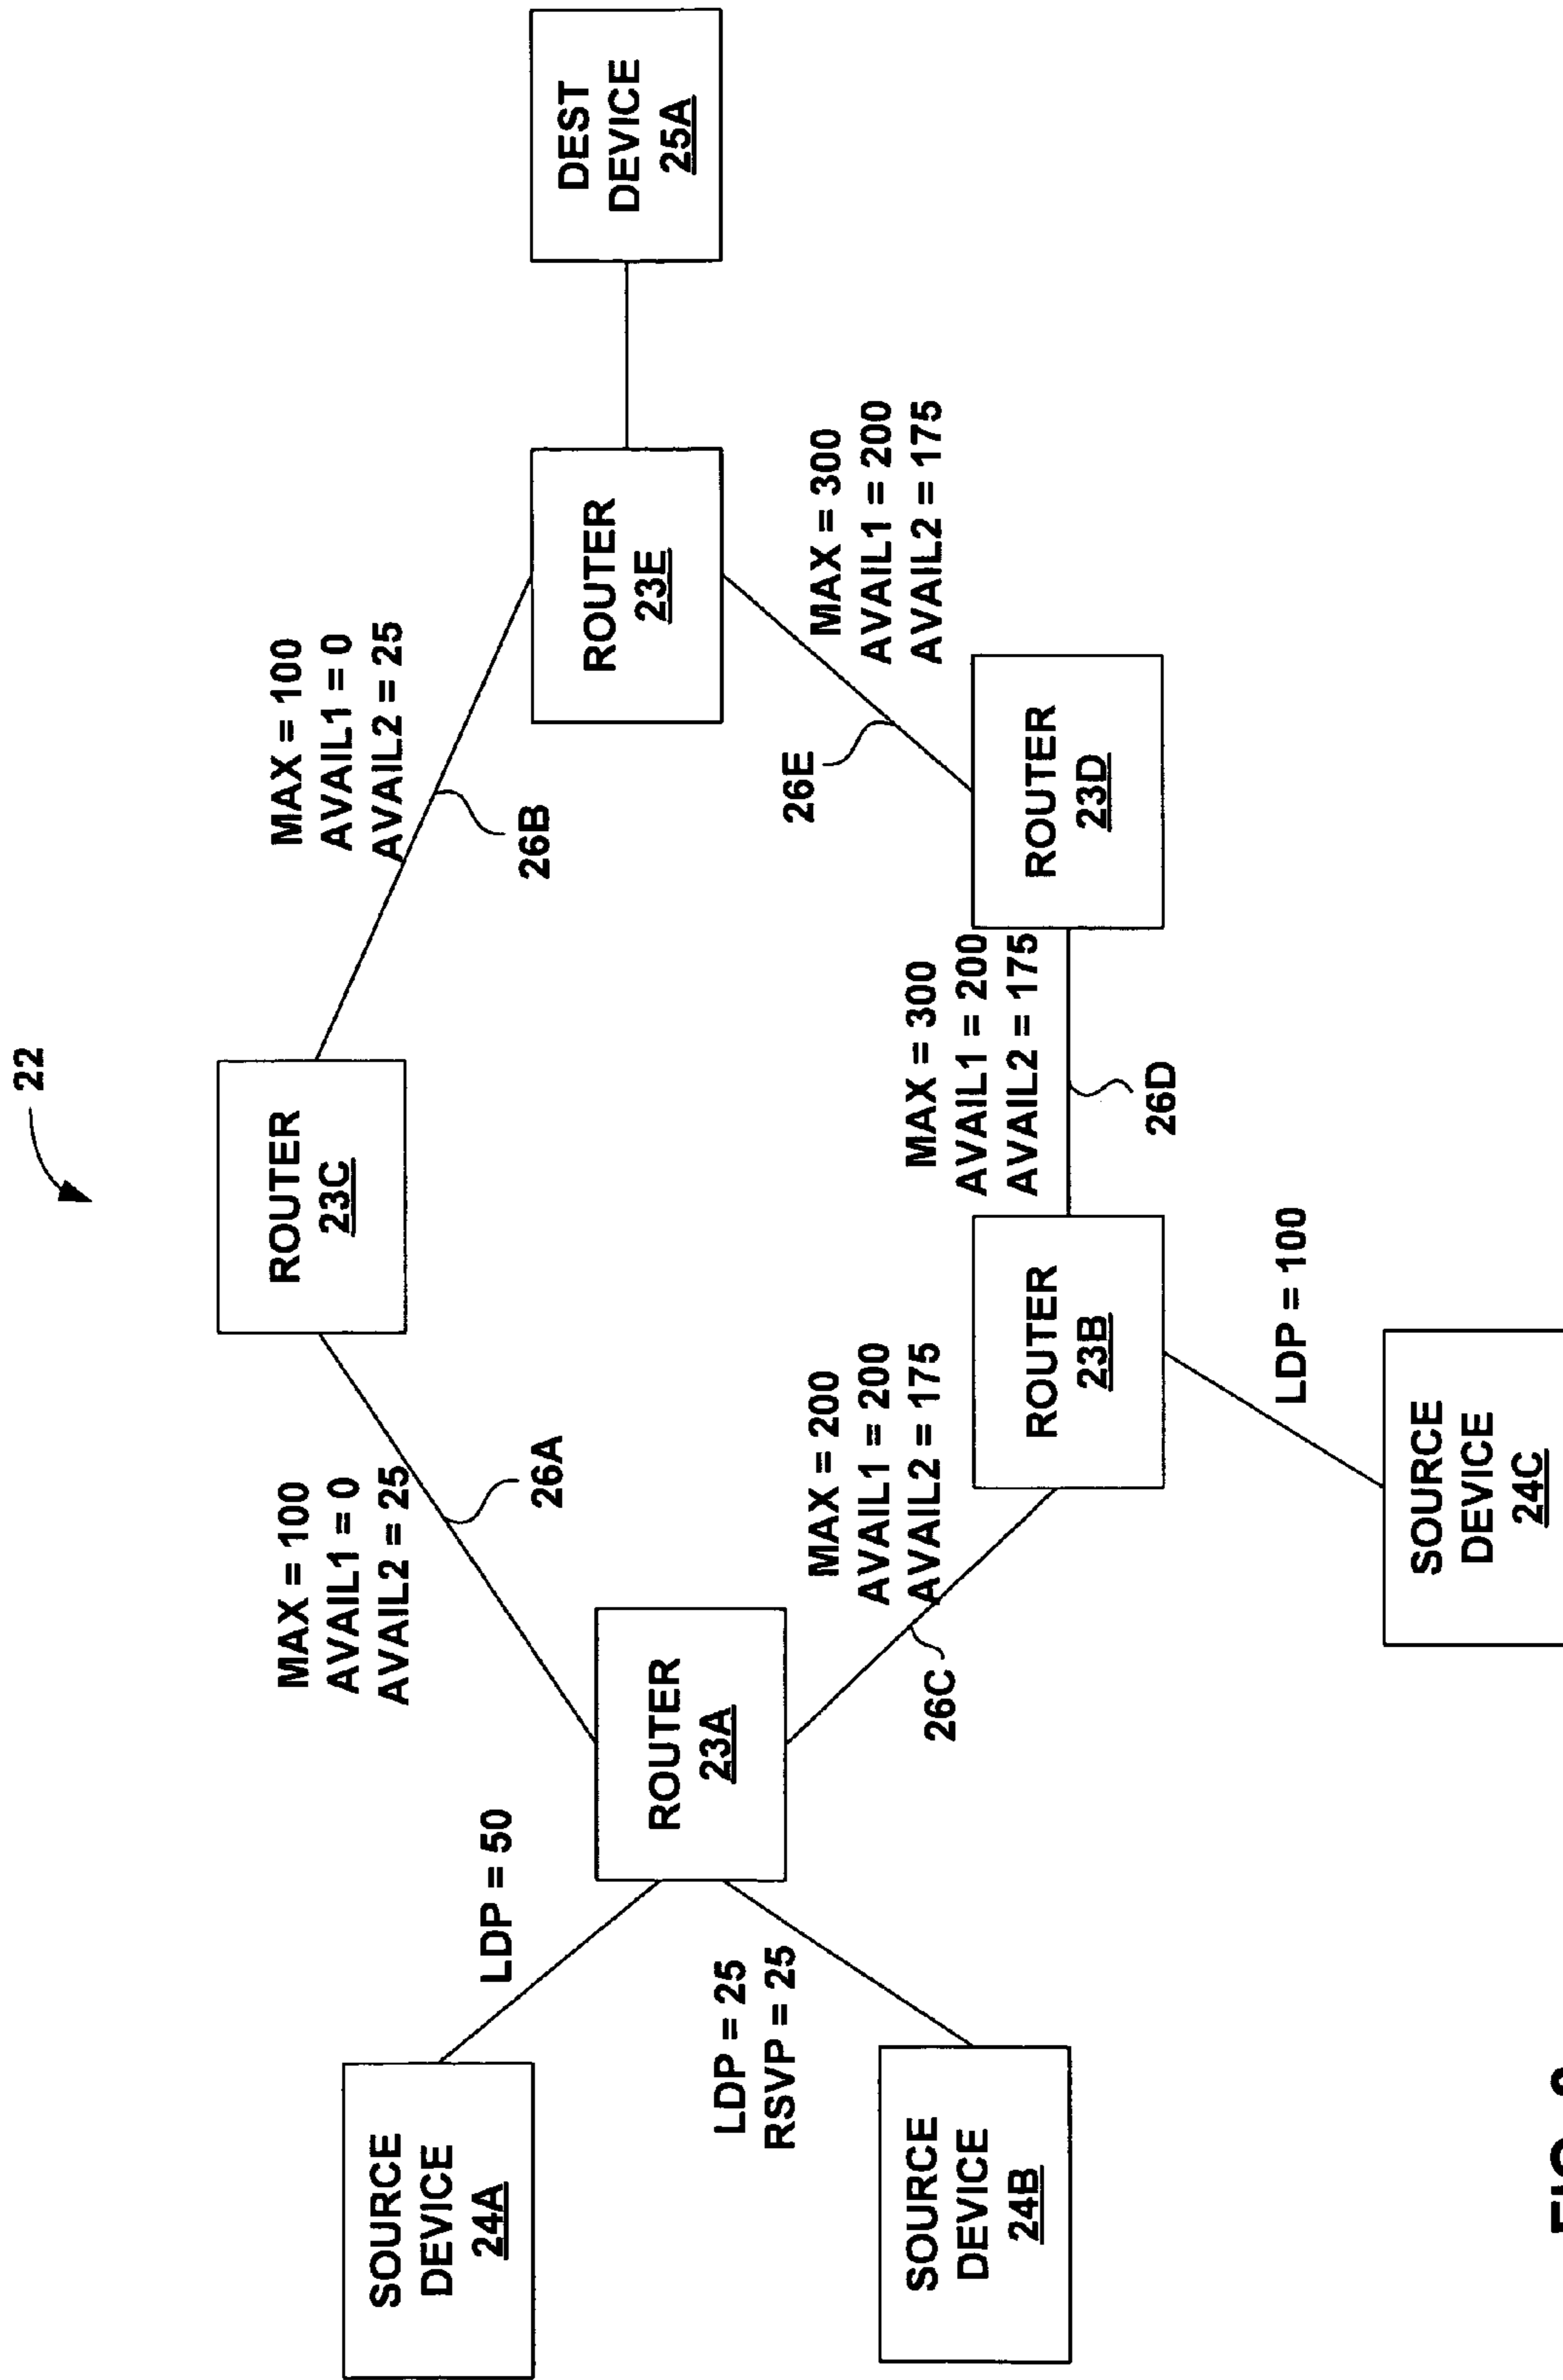 22
ROUTER
23C
MAX = 100
AVAIL1 = 0
AVAIL2 = 25
26A
MAX = 100
AVAIL1 = 0
AVAIL2 = 25
26B
SOURCE
DEVICE
24A
LDP = 50
ROUTER
23A
ROUTER
23E
DEST
DEVICE
25A
LDP = 25
RSVP = 25
SOURCE
DEVICE
24B
MAX = 200
AVAIL1 = 200
AVAIL2 = 175
26C
MAX = 300
AVAIL1 = 200
AVAIL2 = 175
26D
MAX = 300
AVAIL1 = 200
AVAIL2 = 175
26E
ROUTER
23B
ROUTER
23D
LDP = 100
SOURCE
DEVICE
24C
FIG.